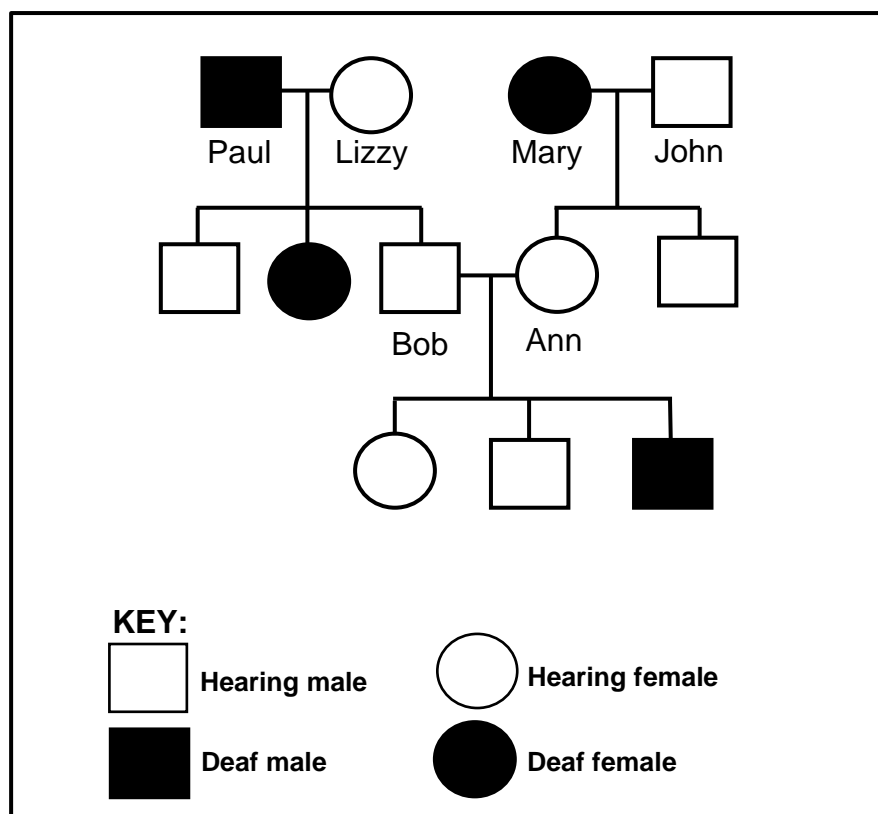 Paul Lizzy Mary John
Bob Ann
KEY:
Hearing male Hearing female
Deaf male Deaf female